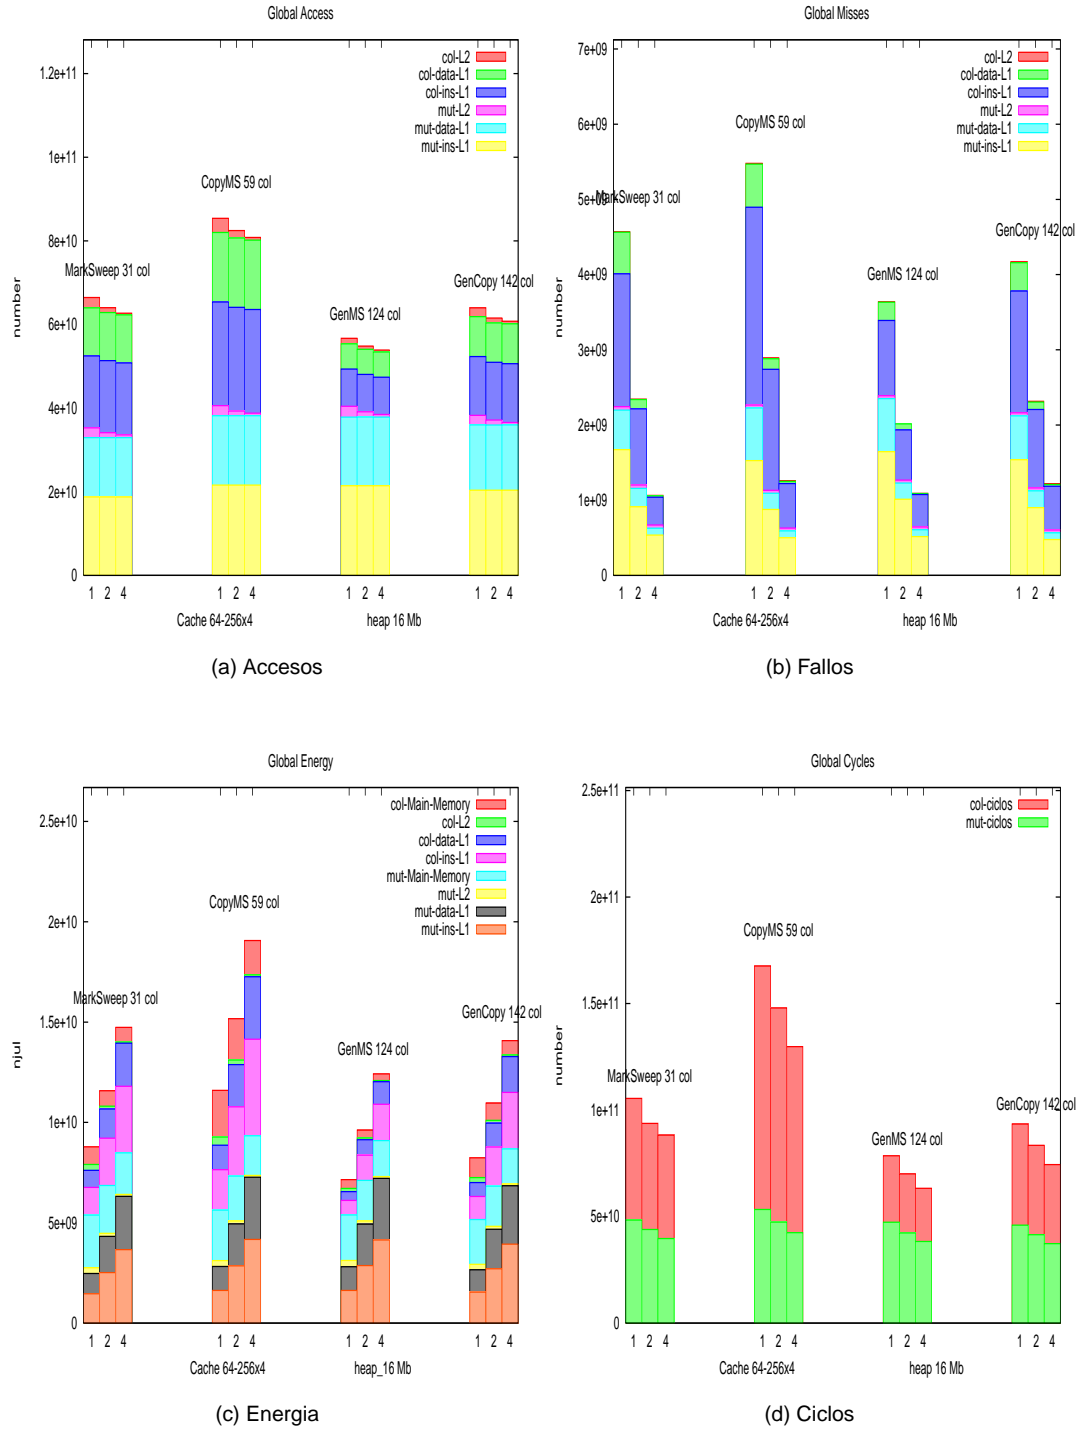 Global Access
1.2e+11
1e+11
8e+10
6e+10
4e+10
2e+10
0
number
col-L2
col-data-L1
col-ins-L1
mut-L2
mut-data-L1
mut-ins-L1
MarkSweep 31 col
CopyMS 59 col
GenMS 124 col
GenCopy 142 col
1 2 4 1 2 4 1 2 4 1 2 4
Cache 64-256x4 heap 16 Mb
(a) Accesos
Global Misses
7e+09
6e+09
5e+09
4e+09
3e+09
2e+09
1e+09
0
number
col-L2
col-data-L1
col-ins-L1
mut-L2
mut-data-L1
mut-ins-L1
MarkSweep 31 col
CopyMS 59 col
GenMS 124 col
GenCopy 142 col
1 2 4 1 2 4 1 2 4 1 2 4
Cache 64-256x4 heap 16 Mb
(b) Fallos
Global Energy
2.5e+10
2e+10
1.5e+10
1e+10
5e+09
0
njul
col-Main-Memory
col-L2
col-data-L1
col-ins-L1
mut-Main-Memory
mut-L2
mut-data-L1
mut-ins-L1
MarkSweep 31 col
CopyMS 59 col
GenMS 124 col
GenCopy 142 col
1 2 4 1 2 4 1 2 4 1 2 4
Cache 64-256x4 heap_16 Mb
(c) Energia
Global Cycles
2.5e+11
2e+11
1.5e+11
1e+11
5e+10
0
number
col-ciclos
mut-ciclos
MarkSweep 31 col
CopyMS 59 col
GenMS 124 col
GenCopy 142 col
1 2 4 1 2 4 1 2 4 1 2 4
Cache 64-256x4 heap 16 Mb
(d) Ciclos